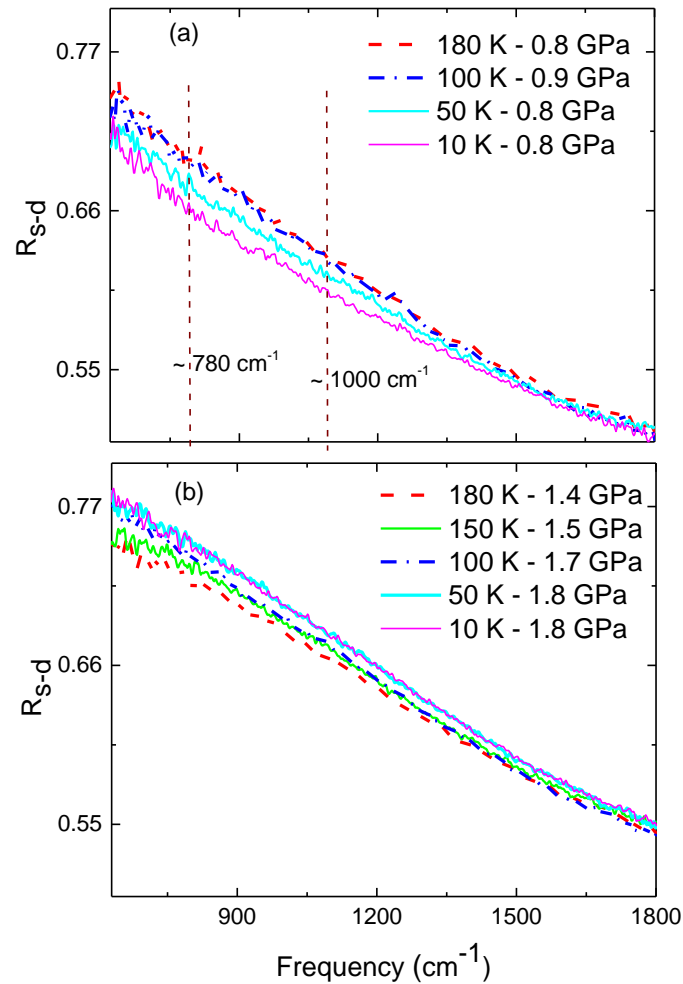 (a)
180 K - 0.8 GPa
100 K - 0.9 GPa
50 K - 0.8 GPa
10 K - 0.8 GPa
0.77
0.66
0.55
R_{s-d}
~ 780 cm^{-1}
~ 1000 cm^{-1}
(b)
180 K - 1.4 GPa
150 K - 1.5 GPa
100 K - 1.7 GPa
50 K - 1.8 GPa
10 K - 1.8 GPa
0.77
0.66
0.55
R_{s-d}
900 1200 1500 1800
Frequency (cm^{-1})